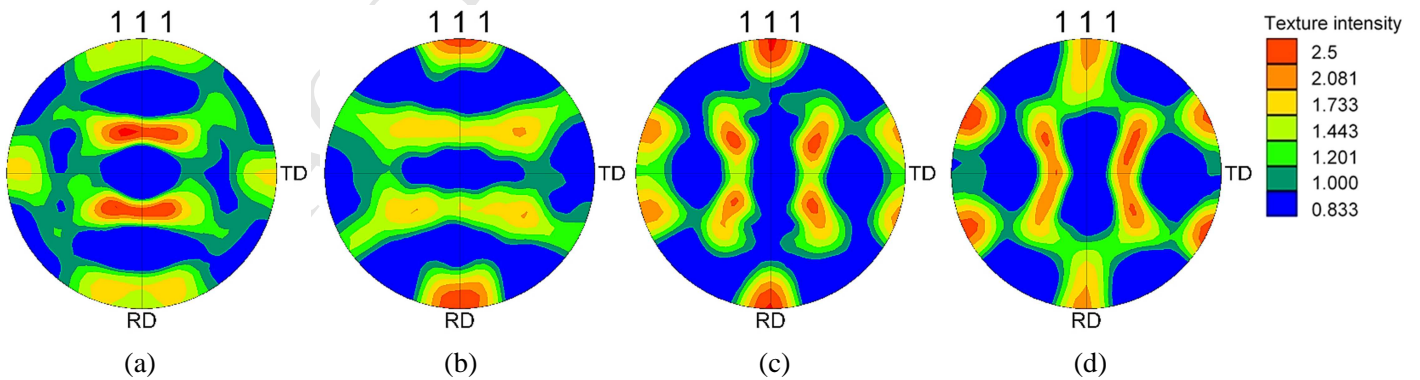 1 1 1
TD
RD
(a)
1 1 1
TD
RD
(b)
1 1 1
TD
RD
(c)
1 1 1
TD
RD
(d)
Texture intensity
2.5
2.081
1.733
1.443
1.201
1.000
0.833